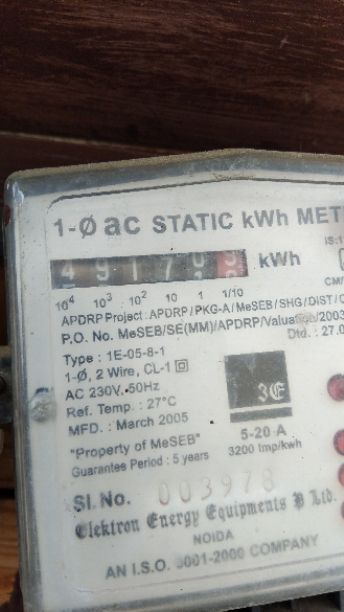 1-Ø ac STATIC kWh MET
IS:1
4 9 1 7 kWh
10⁴ 10³ 10² 10 1 1/10
CM/
APDRP Project : APDRP/PKG-A/MeSEB/SHG/DIST/
P.O. No. MeSEB/SE(MM)/APDRP/Valuation/2003
Dtd. : 27.0
Type : 1E-05-8-1
1-Ø, 2 Wire, CL-1
AC 230V. 50Hz
Ref. Temp. : 27°C
MFD. : March 2005
"Property of MeSEB"
Guarantee Period : 5 years
5-20 A
3200 Imp/kwh
Sl. No. 003978
Elektron Energy Equipments P Ltd.
NOIDA
AN I.S.O. 9001-2000 COMPANY